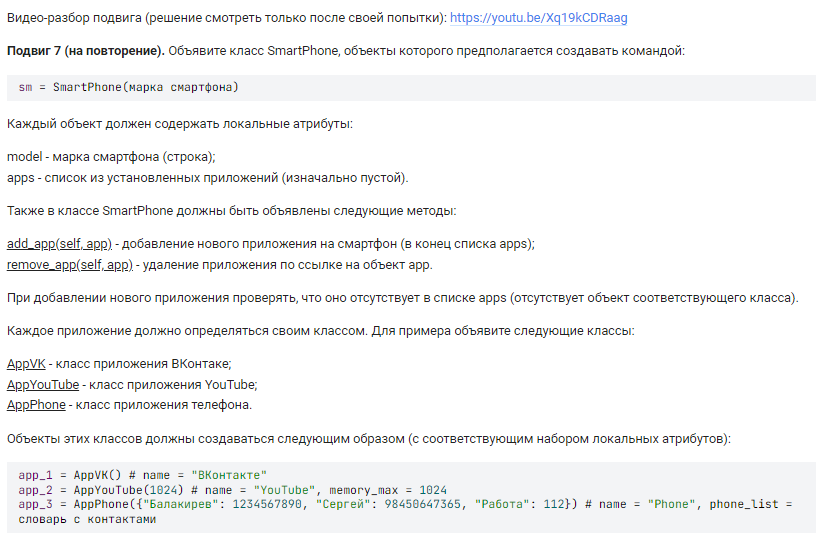 Видео-разбор подвига (решение смотреть только после своей попытки): https://youtu.be/Xq19kCDRaag
Подвиг 7 (на повторение). Объявите класс SmartPhone, объекты которого предполагается создавать командой:
sm = SmartPhone(марка смартфона)
Каждый объект должен содержать локальные атрибуты:
model - марка смартфона (строка);
apps - список из установленных приложений (изначально пустой).
Также в классе SmartPhone должны быть объявлены следующие методы:
add_app(self, app) - добавление нового приложения на смартфон (в конец списка apps);
remove_app(self, app) - удаление приложения по ссылке на объект app.
При добавлении нового приложения проверять, что оно отсутствует в списке apps (отсутствует объект соответствующего класса).
Каждое приложение должно определяться своим классом. Для примера объявите следующие классы:
AppVK - класс приложения ВКонтаке;
AppYouTube - класс приложения YouTube;
AppPhone - класс приложения телефона.
Объекты этих классов должны создаваться следующим образом (с соответствующим набором локальных атрибутов):
app_1 = AppVK() # name = "ВКонтакте"
app_2 = AppYouTube(1024) # name = "YouTube", memory_max = 1024
app_3 = AppPhone({"Балакирев": 1234567890, "Сергей": 98450647365, "Работа": 112}) # name = "Phone", phone_list =
словарь с контактами